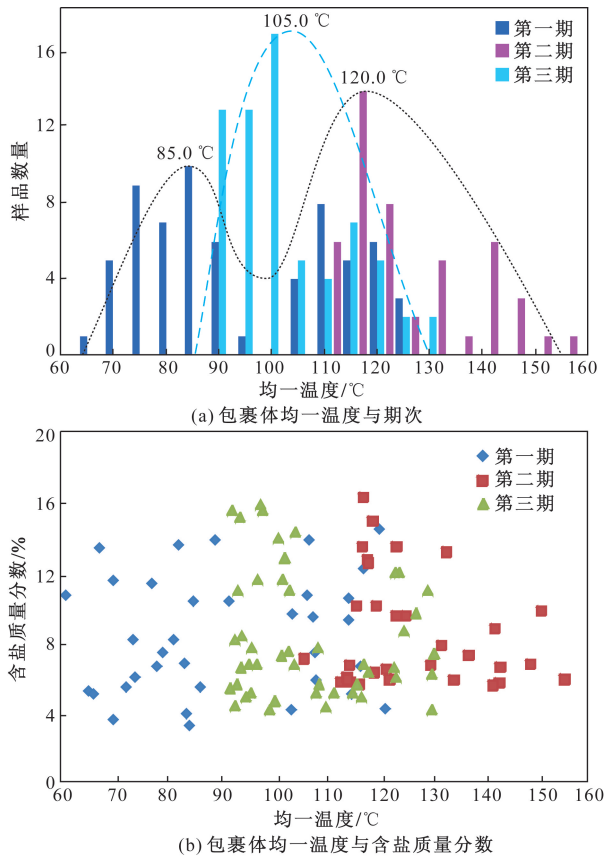 105.0 ℃
16
第一期
第二期
第三期
120.0 ℃
12
85.0 ℃
样品数量
8
4
0
60 70 80 90 100 110 120 130 140 150 160
均一温度/℃
(a) 包裹体均一温度与期次
20
第一期
第二期
第三期
16
12
含盐质量分数/%
8
4
0
60 70 80 90 100 110 120 130 140 150 160
均一温度/℃
(b) 包裹体均一温度与含盐质量分数